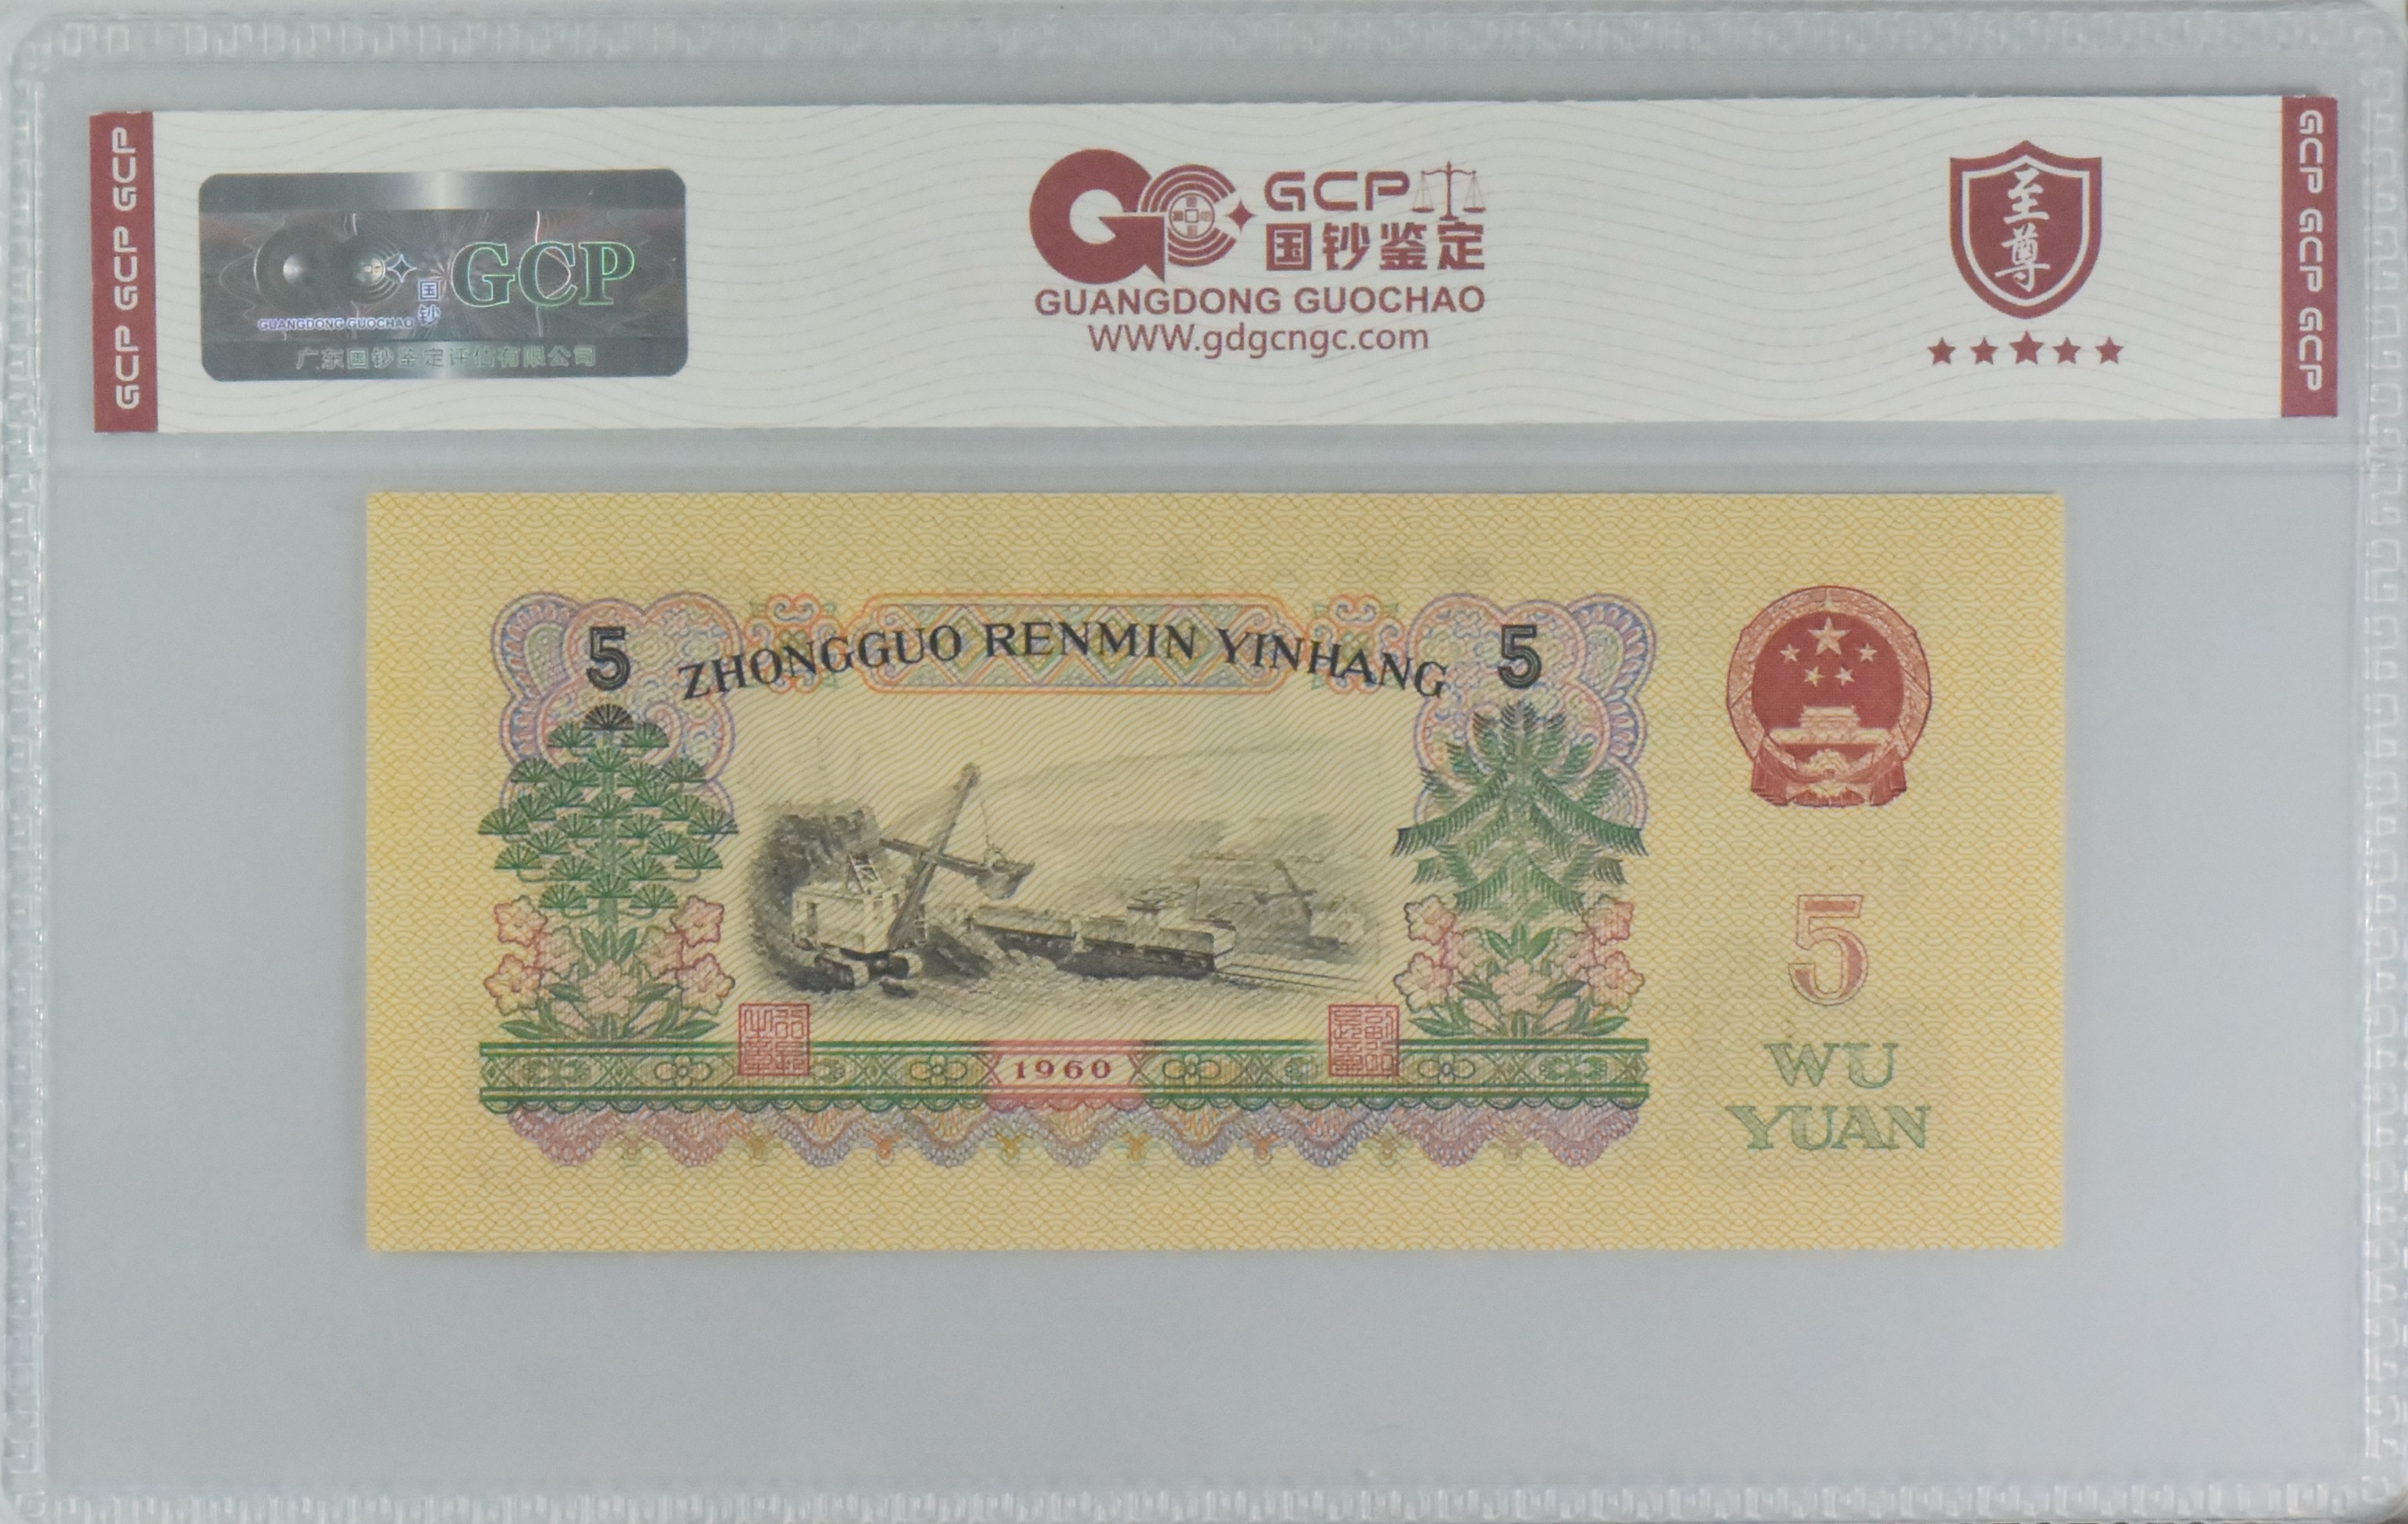 GCP GCP GCP
GCP
国钞
GUANGDONG GUOCHAO
广东国钞鉴定评估有限公司
GCP
国钞鉴定
GUANGDONG GUOCHAO
WWW.gdgcngc.com
至尊
GCP GCP GCP
5 ZHONGGUO RENMIN YINHANG 5
1960
5
WU
YUAN